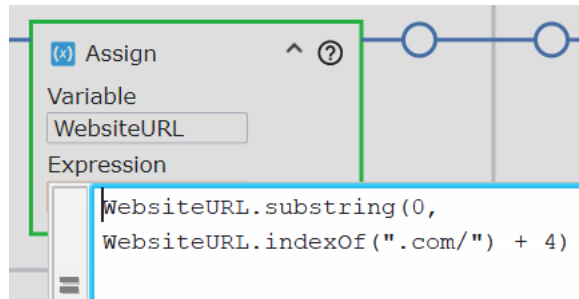 (x) Assign
Variable
WebsiteURL
Expression
WebsiteURL.substring(0,
WebsiteURL.indexOf(".com/") + 4)